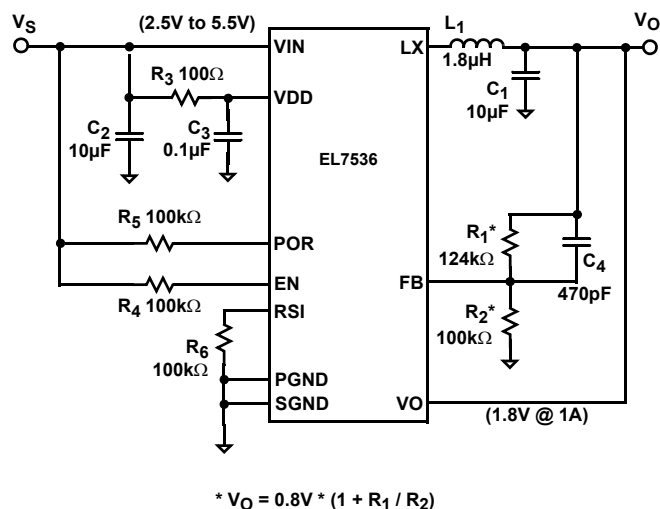 VS (2.5V to 5.5V) L1 VO
VIN LX
1.8µH
R3 100Ω C1
10µF
VDD
C2 C3
10µF 0.1µF
EL7536
R5 100kΩ R1*
124kΩ
POR
C4
470pF
R4 100kΩ
EN FB
RSI R2*
100kΩ
R6
100kΩ
PGND
SGND VO
(1.8V @ 1A)
* VO = 0.8V * (1 + R1 / R2)